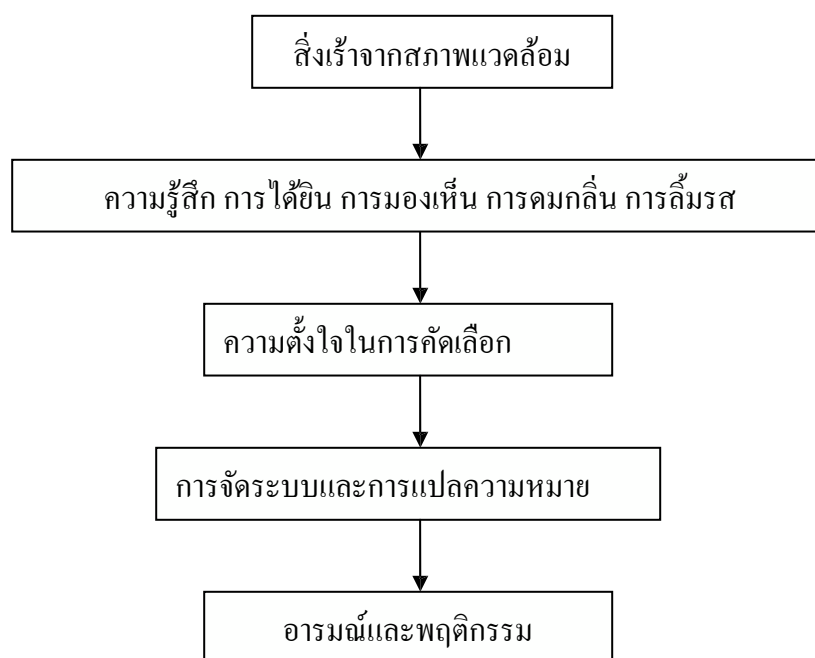 สิ่งเร้าจากสภาพแวดล้อม
ความรู้สึก การได้ยิน การมองเห็น การดมกลิ่น การลิ้มรส
ความตั้งใจในการคัดเลือก
การจัดระบบและการแปลความหมาย
อารมณ์และพฤติกรรม